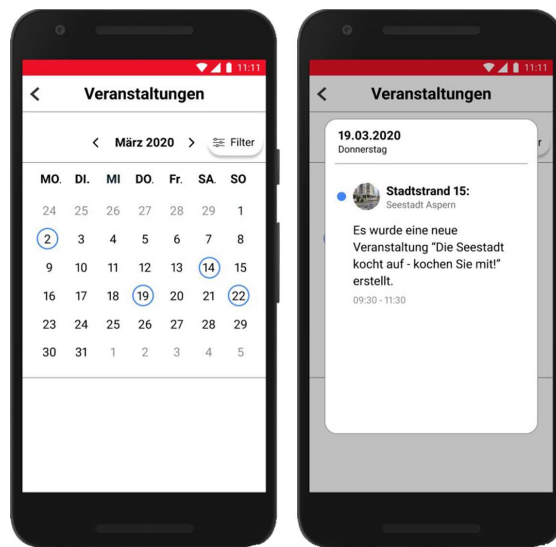 11:11
Veranstaltungen
März 2020 Filter
MO. DI. MI DO. Fr. SA. SO
24 25 26 27 28 29 1
2 3 4 5 6 7 8
9 10 11 12 13 14 15
16 17 18 19 20 21 22
23 24 25 26 27 28 29
30 31 1 2 3 4 5
11:11
Veranstaltungen
r
19.03.2020
Donnerstag
Stadtstrand 15:
Seestadt Aspern
Es wurde eine neue
Veranstaltung "Die Seestadt
kocht auf - kochen Sie mit!"
erstellt.
09:30 - 11:30